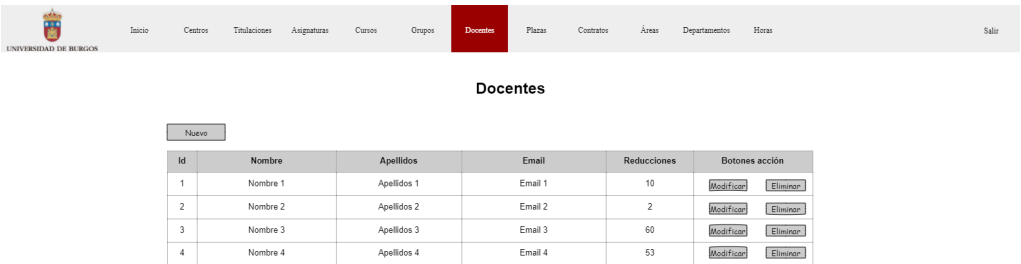 UNIVERSIDAD DE BURGOS
Inicio Centros Titulaciones Asignaturas Cursos Grupos Docentes Plazas Contratos Áreas Departamentos Horas Salir
Docentes
Nuevo
Id Nombre Apellidos Email Reducciones Botones acción
1 Nombre 1 Apellidos 1 Email 1 10 Modificar Eliminar
2 Nombre 2 Apellidos 2 Email 2 2 Modificar Eliminar
3 Nombre 3 Apellidos 3 Email 3 60 Modificar Eliminar
4 Nombre 4 Apellidos 4 Email 4 53 Modificar Eliminar